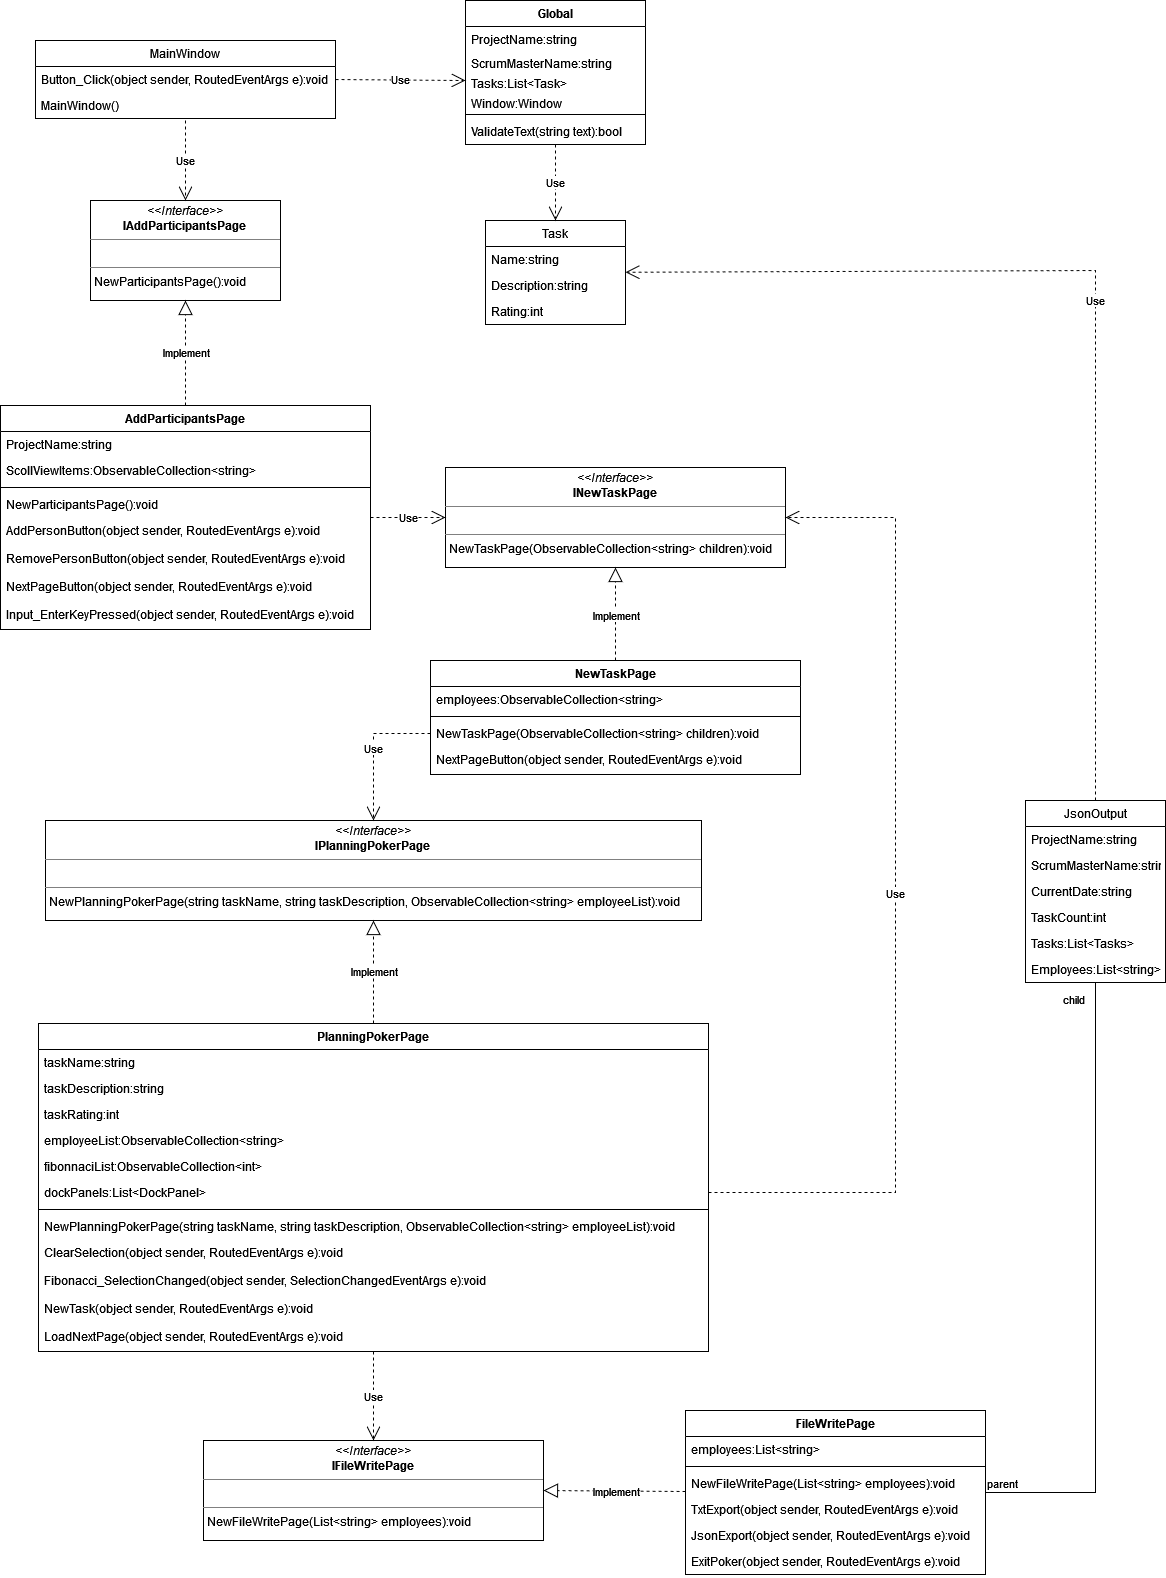 Global
ProjectName:string
ScrumMasterName:string
Tasks:List<Task>
Window:Window
ValidateText(string text):bool
MainWindow
Button_Click(object sender, RoutedEventArgs e):void
MainWindow()
Use
Use
Use
<<Interface>>
IAddParticipantsPage
NewParticipantsPage():void
Task
Name:string
Description:string
Rating:int
Use
Implement
AddParticipantsPage
ProjectName:string
ScollViewItems:ObservableCollection<string>
NewParticipantsPage():void
AddPersonButton(object sender, RoutedEventArgs e):void
RemovePersonButton(object sender, RoutedEventArgs e):void
NextPageButton(object sender, RoutedEventArgs e):void
Input_EnterKeyPressed(object sender, RoutedEventArgs e):void
Use
<<Interface>>
INewTaskPage
NewTaskPage(ObservableCollection<string> children):void
Implement
NewTaskPage
employees:ObservableCollection<string>
NewTaskPage(ObservableCollection<string> children):void
NextPageButton(object sender, RoutedEventArgs e):void
Use
<<Interface>>
IPlanningPokerPage
NewPlanningPokerPage(string taskName, string taskDescription, ObservableCollection<string> employeeList):void
Use
JsonOutput
ProjectName:string
ScrumMasterName:strin
CurrentDate:string
TaskCount:int
Tasks:List<Tasks>
Employees:List<string>
child
Implement
PlanningPokerPage
taskName:string
taskDescription:string
taskRating:int
employeeList:ObservableCollection<string>
fibonnaciList:ObservableCollection<int>
dockPanels:List<DockPanel>
NewPlanningPokerPage(string taskName, string taskDescription, ObservableCollection<string> employeeList):void
ClearSelection(object sender, RoutedEventArgs e):void
Fibonacci_SelectionChanged(object sender, SelectionChangedEventArgs e):void
NewTask(object sender, RoutedEventArgs e):void
LoadNextPage(object sender, RoutedEventArgs e):void
Use
<<Interface>>
IFileWritePage
NewFileWritePage(List<string> employees):void
Implement
FileWritePage
employees:List<string>
NewFileWritePage(List<string> employees):void
TxtExport(object sender, RoutedEventArgs e):void
JsonExport(object sender, RoutedEventArgs e):void
ExitPoker(object sender, RoutedEventArgs e):void
parent